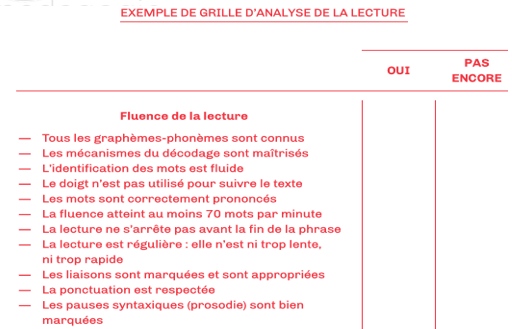 EXEMPLE DE GRILLE D'ANALYSE DE LA LECTURE
OUI
PAS
ENCORE
Fluence de la lecture
— Tous les graphèmes-phonèmes sont connus
— Les mécanismes du décodage sont maîtrisés
— L'identification des mots est fluide
— Le doigt n'est pas utilisé pour suivre le texte
— Les mots sont correctement prononcés
— La fluence atteint au moins 70 mots par minute
— La lecture ne s'arrête pas avant la fin de la phrase
— La lecture est régulière : elle n'est ni trop lente,
ni trop rapide
— Les liaisons sont marquées et sont appropriées
— La ponctuation est respectée
— Les pauses syntaxiques (prosodie) sont bien
marquées